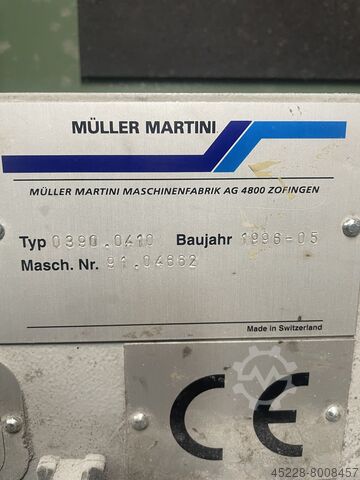 MÜLLER MARTINI
MÜLLER MARTINI MASCHINENFABRIK AG 4800 ZOFINGEN
Typ 0390.0410 Baujahr 1996-05
Masch. Nr. 91.04862
Made in Switzerland
CE
45228-8008457